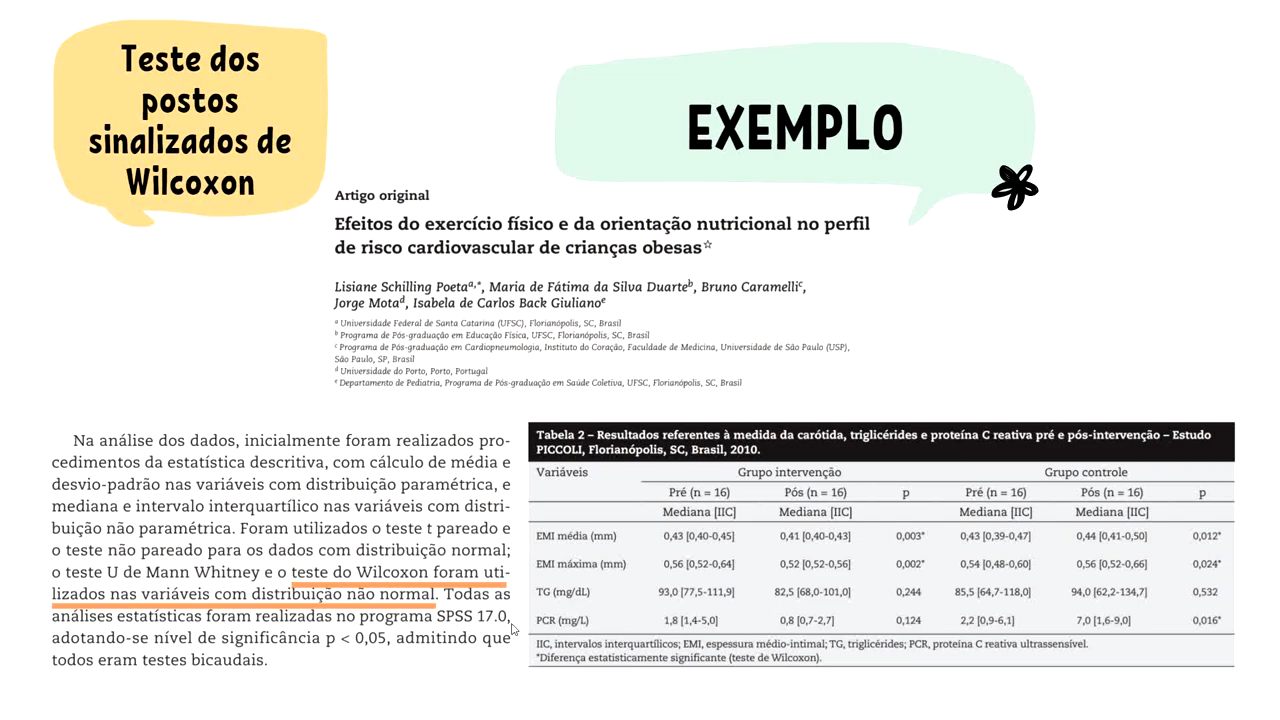 Teste dos
postos
sinalizados de
Wilcoxon
EXEMPLO
Artigo original
Efeitos do exercício físico e da orientação nutricional no perfil
de risco cardiovascular de crianças obesas☆
Lisiane Schilling Poetaᵃ,*, Maria de Fátima da Silva Duarteᵇ, Bruno Caramelliᶜ,
Jorge Motaᵈ, Isabela de Carlos Back Giulianoᵉ
ᵃ Universidade Federal de Santa Catarina (UFSC), Florianópolis, SC, Brasil
ᵇ Programa de Pós-graduação em Educação Física, UFSC, Florianópolis, SC, Brasil
ᶜ Programa de Pós-graduação em Cardiopneumologia, Instituto do Coração, Faculdade de Medicina, Universidade de São Paulo (USP),
São Paulo, SP, Brasil
ᵈ Universidade do Porto, Porto, Portugal
ᵉ Departamento de Pediatria, Programa de Pós-graduação em Saúde Coletiva, UFSC, Florianópolis, SC, Brasil
Na análise dos dados, inicialmente foram realizados pro-
cedimentos da estatística descritiva, com cálculo de média e
desvio-padrão nas variáveis com distribuição paramétrica, e
mediana e intervalo interquartílico nas variáveis com distri-
buição não paramétrica. Foram utilizados o teste t pareado e
o teste não pareado para os dados com distribuição normal;
o teste U de Mann Whitney e o teste do Wilcoxon foram uti-
lizados nas variáveis com distribuição não normal. Todas as
análises estatísticas foram realizadas no programa SPSS 17.0,
adotando-se nível de significância p < 0,05, admitindo que
todos eram testes bicaudais.
Tabela 2 – Resultados referentes à medida da carótida, triglicérides e proteína C reativa pré e pós-intervenção – Estudo
PICCOLI, Florianópolis, SC, Brasil, 2010.
Variáveis Grupo intervenção Grupo controle
Pré (n = 16) Pós (n = 16) p Pré (n = 16) Pós (n = 16) p
Mediana [IIC] Mediana [IIC] Mediana [IIC] Mediana [IIC]
EMI média (mm) 0,43 [0,40-0,45] 0,41 [0,40-0,43] 0,003* 0,43 [0,39-0,47] 0,44 [0,41-0,50] 0,012*
EMI máxima (mm) 0,56 [0,52-0,64] 0,52 [0,52-0,56] 0,002* 0,54 [0,48-0,60] 0,56 [0,52-0,66] 0,024*
TG (mg/dL) 93,0 [77,5-111,9] 82,5 [68,0-101,0] 0,244 85,5 [64,7-118,0] 94,0 [62,2-134,7] 0,532
PCR (mg/L) 1,8 [1,4-5,0] 0,8 [0,7-2,7] 0,124 2,2 [0,9-6,1] 7,0 [1,6-9,0] 0,016*
IIC, intervalos interquartílicos; EMI, espessura médio-intimal; TG, triglicérides; PCR, proteína C reativa ultrassensível.
*Diferença estatisticamente significante (teste de Wilcoxon).